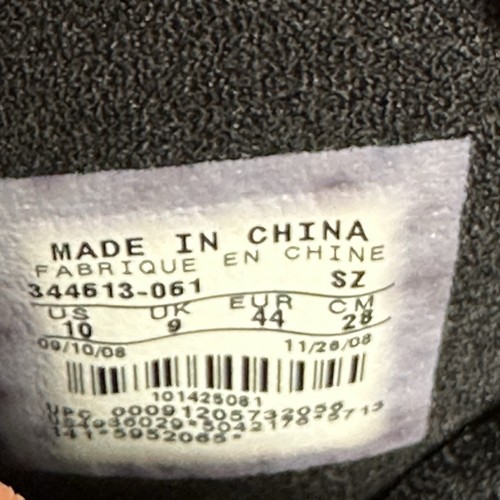 MADE IN CHINA
FABRIQUE EN CHINE
344613-061 SZ
US UK EUR CM
10 9 44 28
09/10/08 11/26/08
101425081
UPC